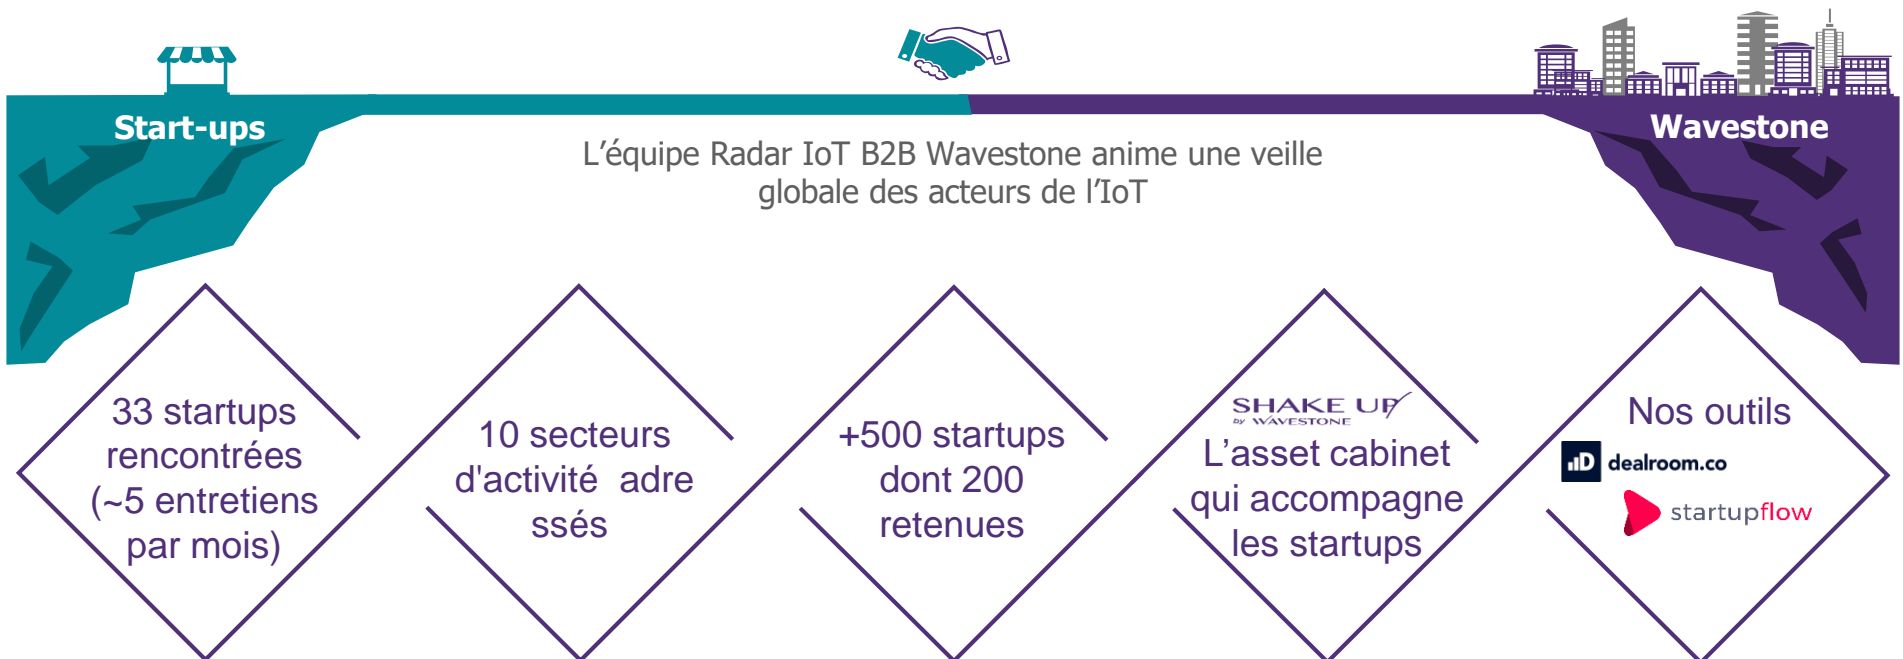 Start-ups
Wavestone
L’équipe Radar IoT B2B Wavestone anime une veille
globale des acteurs de l’IoT
33 startups
rencontrées
(~5 entretiens
par mois)
10 secteurs
d'activité  adre
ssés
+500 startups
dont 200
retenues
SHAKE UP
by WAVESTONE
L’asset cabinet
qui accompagne
les startups
Nos outils
dealroom.co
startupflow